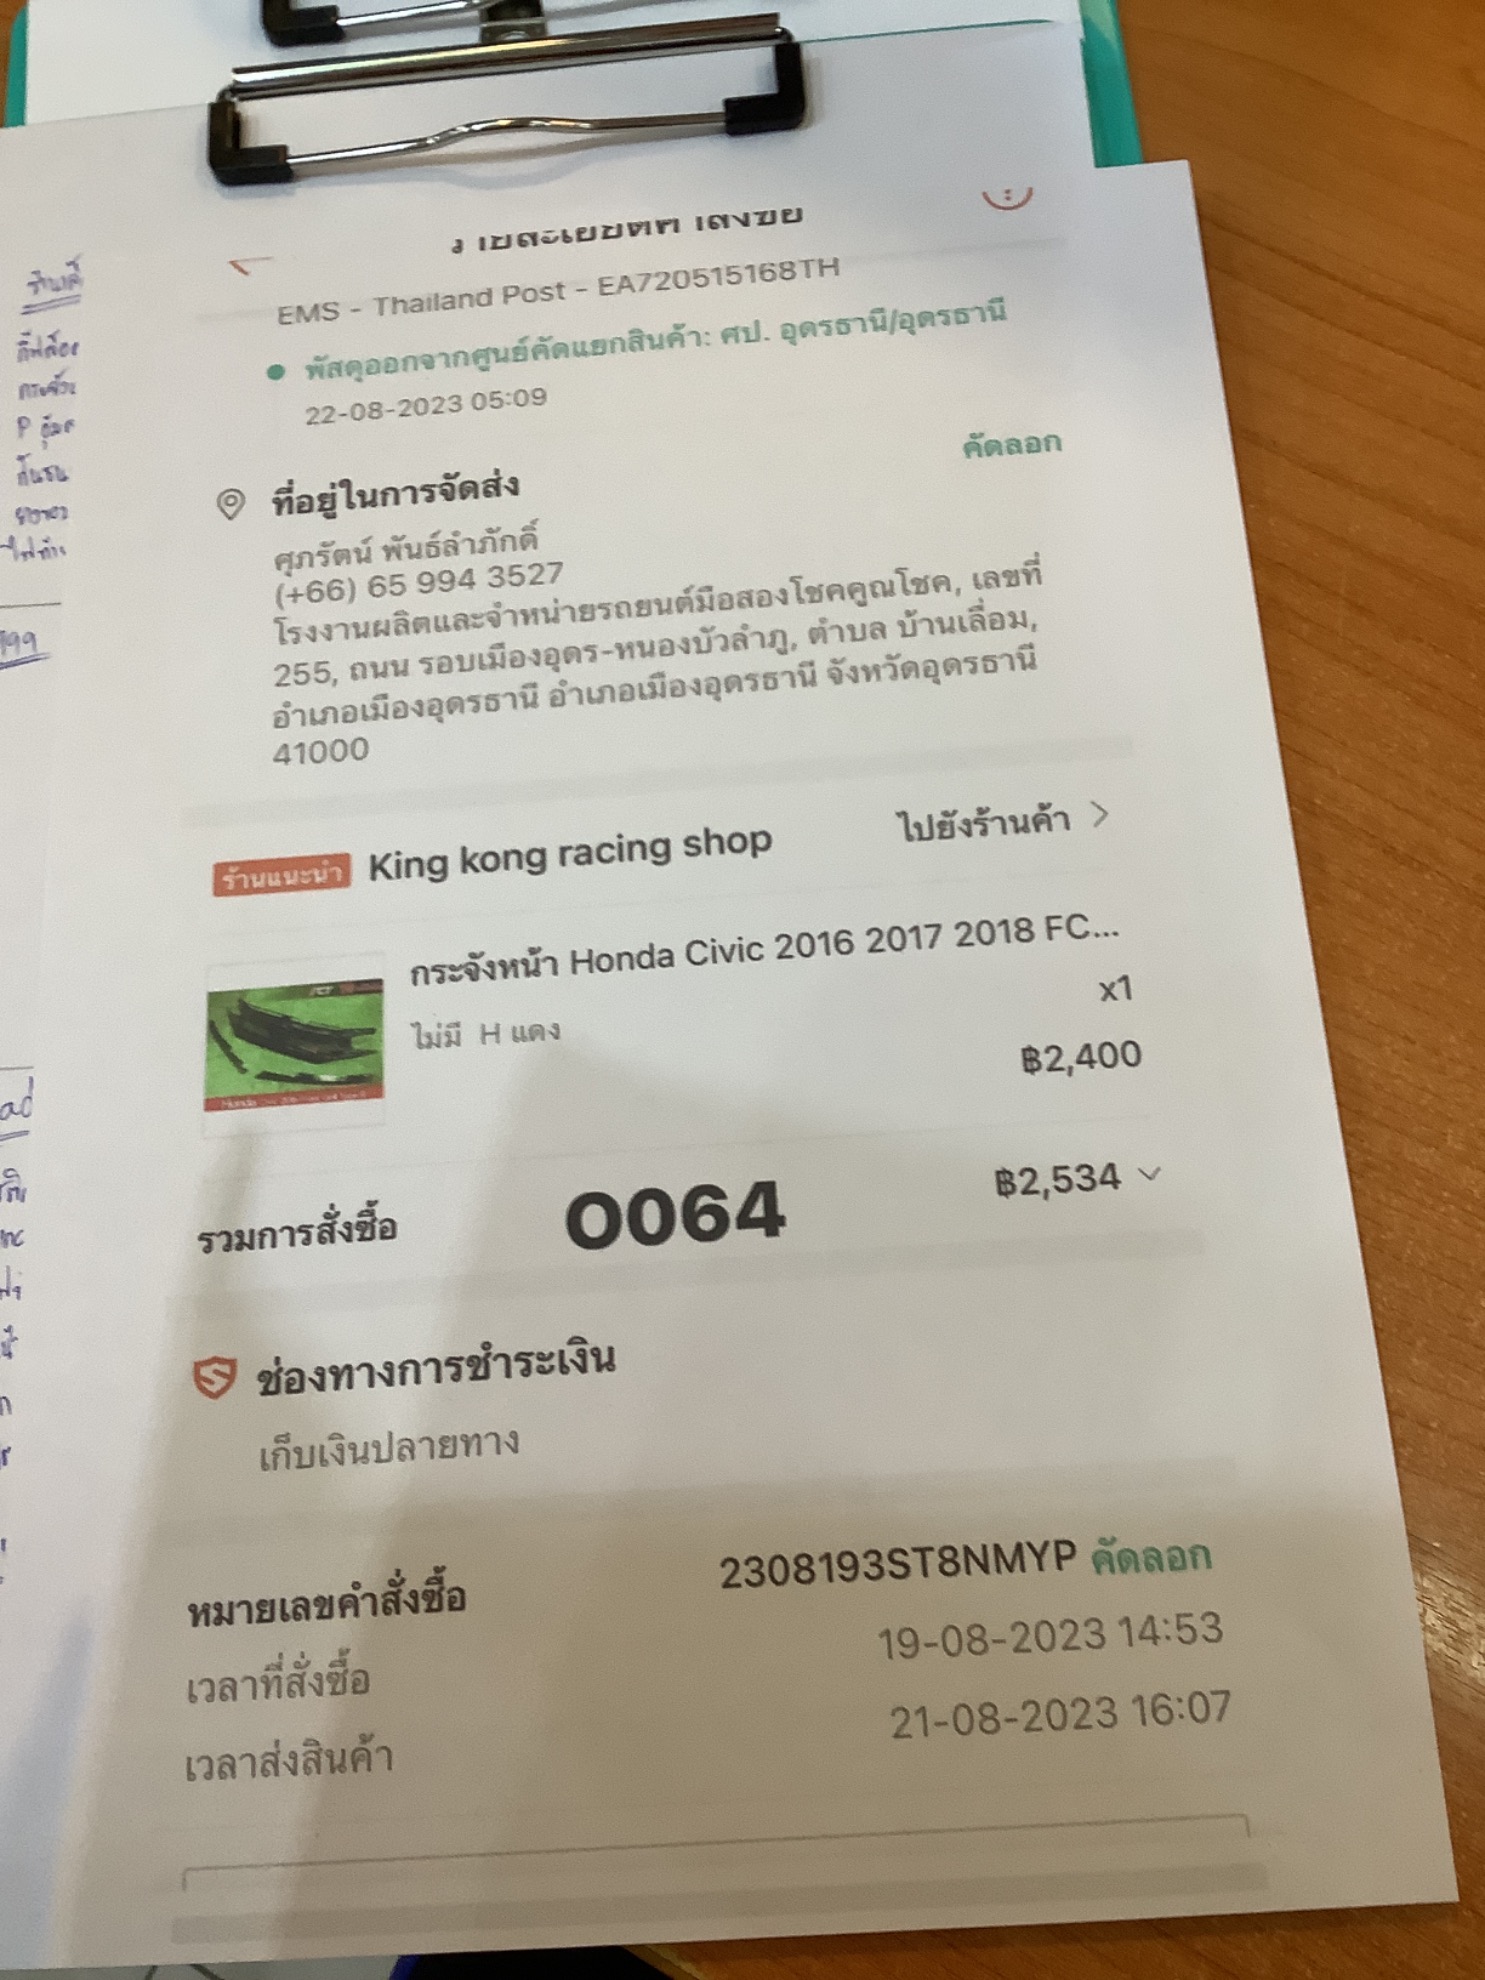 EMS - Thailand Post - EA720515168TH
พัสดุออกจากศูนย์คัดแยกสินค้า: ศป. อุดรธานี/อุดรธานี
22-08-2023 05:09
ที่อยู่ในการจัดส่ง
คัดลอก
ศุภรัตน์ พันธ์ลำภักดิ์
(+66) 65 994 3527
โรงงานผลิตและจำหน่ายรถยนต์มือสองโชคคูณโชค, เลขที่
255, ถนน รอบเมืองอุดร-หนองบัวลำภู, ตำบล บ้านเลื่อม,
อำเภอเมืองอุดรธานี อำเภอเมืองอุดรธานี จังหวัดอุดรธานี
41000
ร้านแนะนำ King kong racing shop ไปยังร้านค้า >
กระจังหน้า Honda Civic 2016 2017 2018 FC...
ไม่มี H แดง
x1
฿2,400
รวมการสั่งซื้อ 0064 ฿2,534
ช่องทางการชำระเงิน
เก็บเงินปลายทาง
หมายเลขคำสั่งซื้อ 2308193ST8NMYP คัดลอก
เวลาที่สั่งซื้อ 19-08-2023 14:53
เวลาส่งสินค้า 21-08-2023 16:07